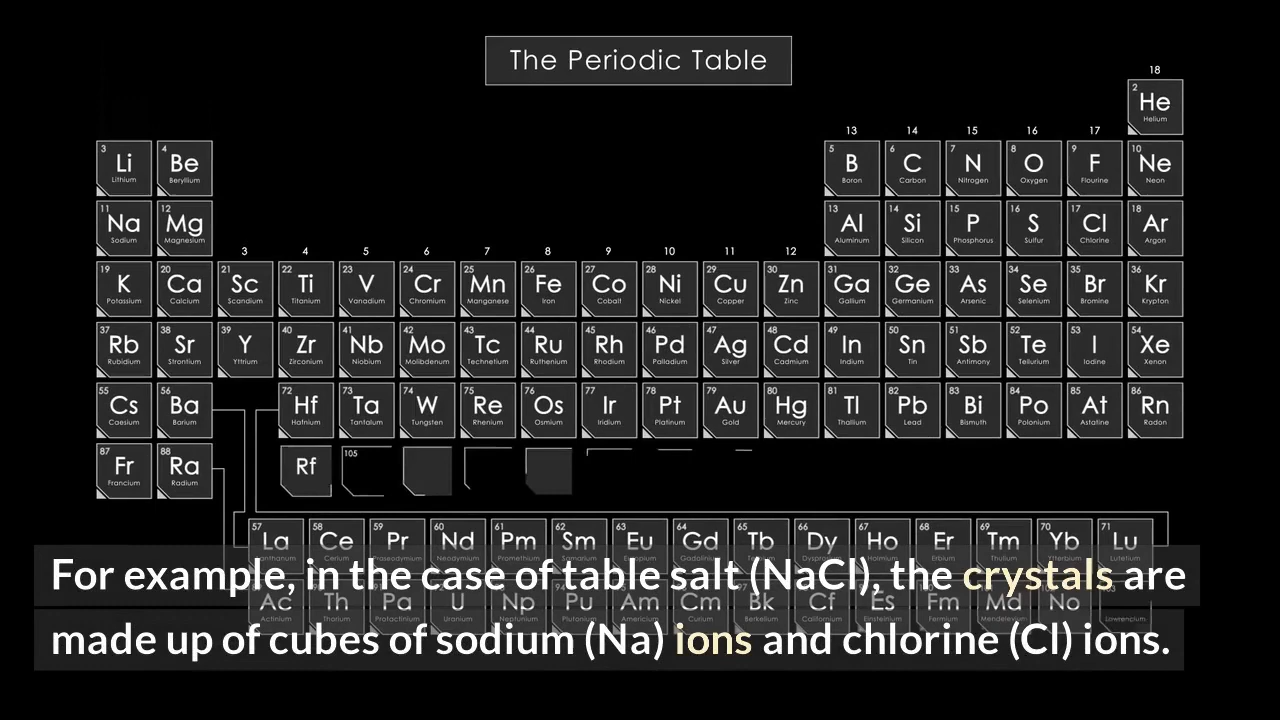 The Periodic Table
18
2 He Helium
13 14 15 16 17
3 Li Lithium 4 Be Beryllium 5 B Boron 6 C Carbon 7 N Nitrogen 8 O Oxygen 9 F Flourine 10 Ne Neon
11 Na Sodium 12 Mg Magnesium 13 Al Aluminum 14 Si Silicon 15 P Phosphorus 16 S Sulfur 17 Cl Chlorine 18 Ar Argon
3 4 5 6 7 8 9 10 11 12
19 K Potassium 20 Ca Calcium 21 Sc Scandium 22 Ti Titanium 23 V Vanadium 24 Cr Chromium 25 Mn Manganese 26 Fe Iron 27 Co Cobalt 28 Ni Nickel 29 Cu Copper 30 Zn Zinc 31 Ga Gallium 32 Ge Germanium 33 As Arsenic 34 Se Selenium 35 Br Bromine 36 Kr Krypton
37 Rb Rubidium 38 Sr Strantium 39 Y Yttrium 40 Zr Zirconium 41 Nb Niobium 42 Mo Molibdenum 43 Tc Technetium 44 Ru Ruthenium 45 Rh Rhodium 46 Pd Palladium 47 Ag Silver 48 Cd Cadmium 49 In Indium 50 Sn Tin 51 Sb Antimony 52 Te Tellurium 53 I Iodine 54 Xe Xenon
55 Cs Caesium 56 Ba Barium 72 Hf Hafnium 73 Ta Tantalum 74 W Tungsten 75 Re Rhenium 76 Os Osmium 77 Ir Iridium 78 Pt Platinum 79 Au Gold 80 Hg Mercury 81 Tl Thallium 82 Pb Lead 83 Bi Bismuth 84 Po Polonium 85 At Astatine 86 Rn Radon
87 Fr Francium 88 Ra Radium Rf 105
57 La 58 Ce 59 Pr 60 Nd 61 Pm 62 Sm 63 Eu 64 Gd 65 Tb 66 Dy 67 Ho 68 Er 69 Tm 70 Yb 71 Lu
For example, in the case of table salt (NaCl), the crystals are
Ac Th Pa U Np Pu Am Cm Bk Cf Es Fm Md No
made up of cubes of sodium (Na) ions and chlorine (Cl) ions.